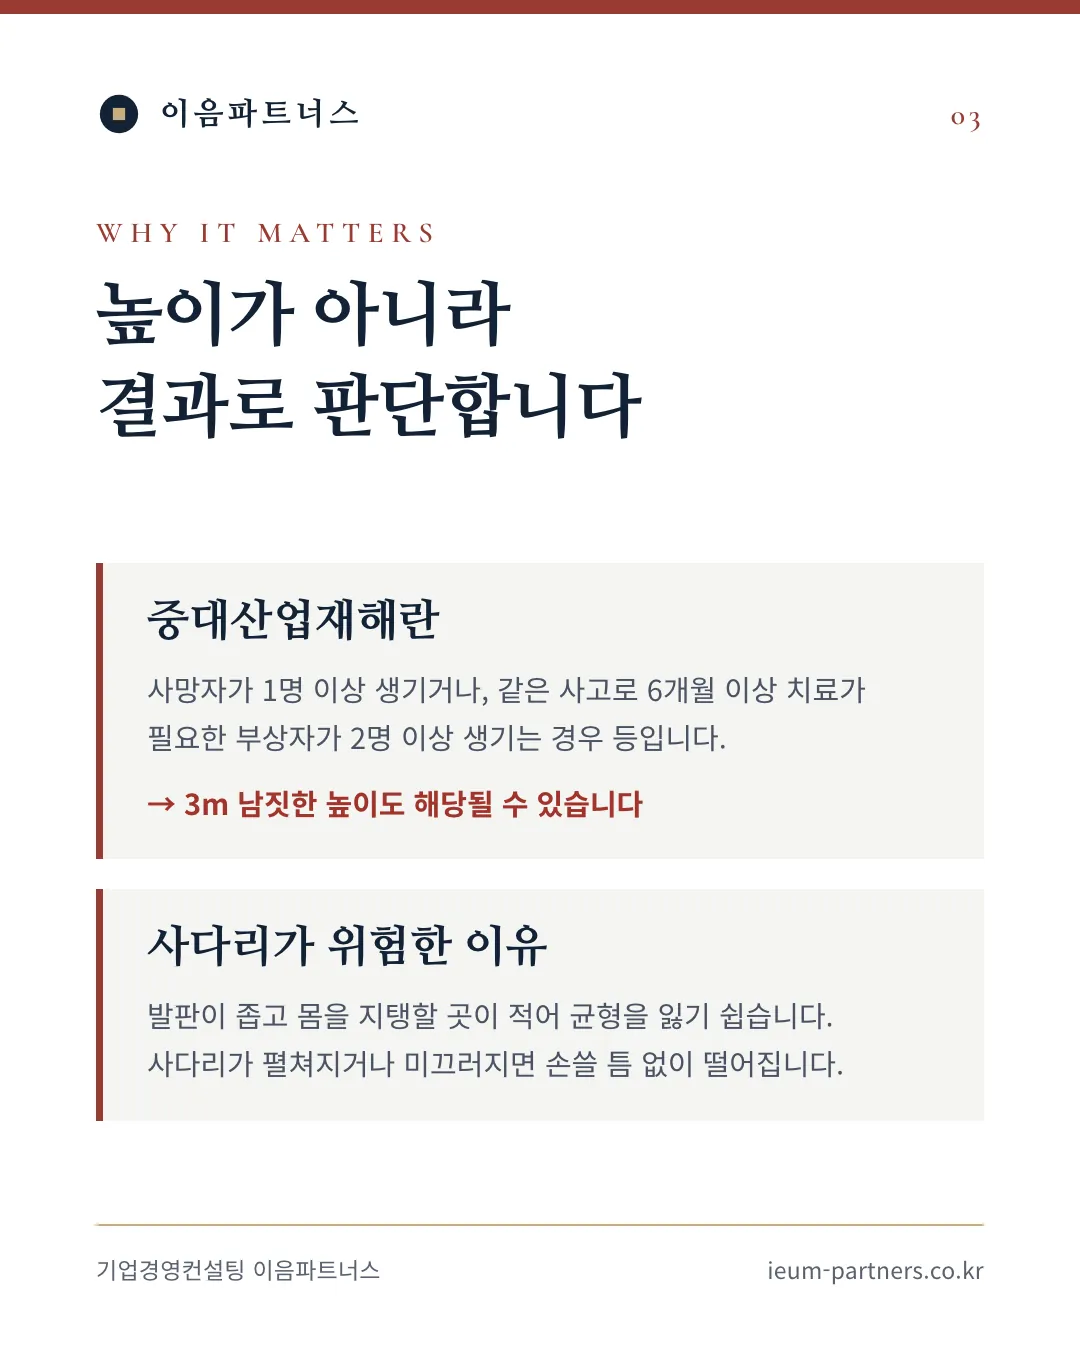 이음파트너스
03
WHY IT MATTERS
높이가 아니라
결과로 판단합니다
중대산업재해란
사망자가 1명 이상 생기거나, 같은 사고로 6개월 이상 치료가
필요한 부상자가 2명 이상 생기는 경우 등입니다.
→ 3m 남짓한 높이도 해당될 수 있습니다
사다리가 위험한 이유
발판이 좁고 몸을 지탱할 곳이 적어 균형을 잃기 쉽습니다.
사다리가 펼쳐지거나 미끄러지면 손쓸 틈 없이 떨어집니다.
기업경영컨설팅 이음파트너스
ieum-partners.co.kr